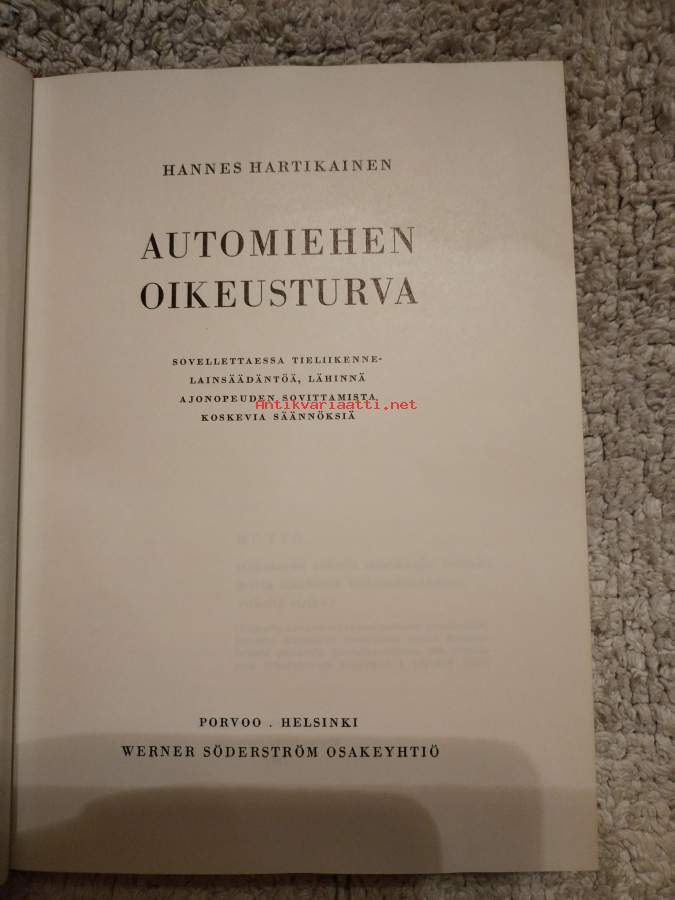 HANNES HARTIKAINEN
AUTOMIEHEN
OIKEUSTURVA
SOVELLETTAESSA TIELIIKENNE-
LAINSÄÄDÄNTÖÄ, LÄHINNÄ
AJONOPEUDEN SOVITTAMISTA
Antikvariaatti.net
KOSKEVIA SÄÄNNÖKSIÄ
PORVOO . HELSINKI
WERNER SÖDERSTRÖM OSAKEYHTIÖ